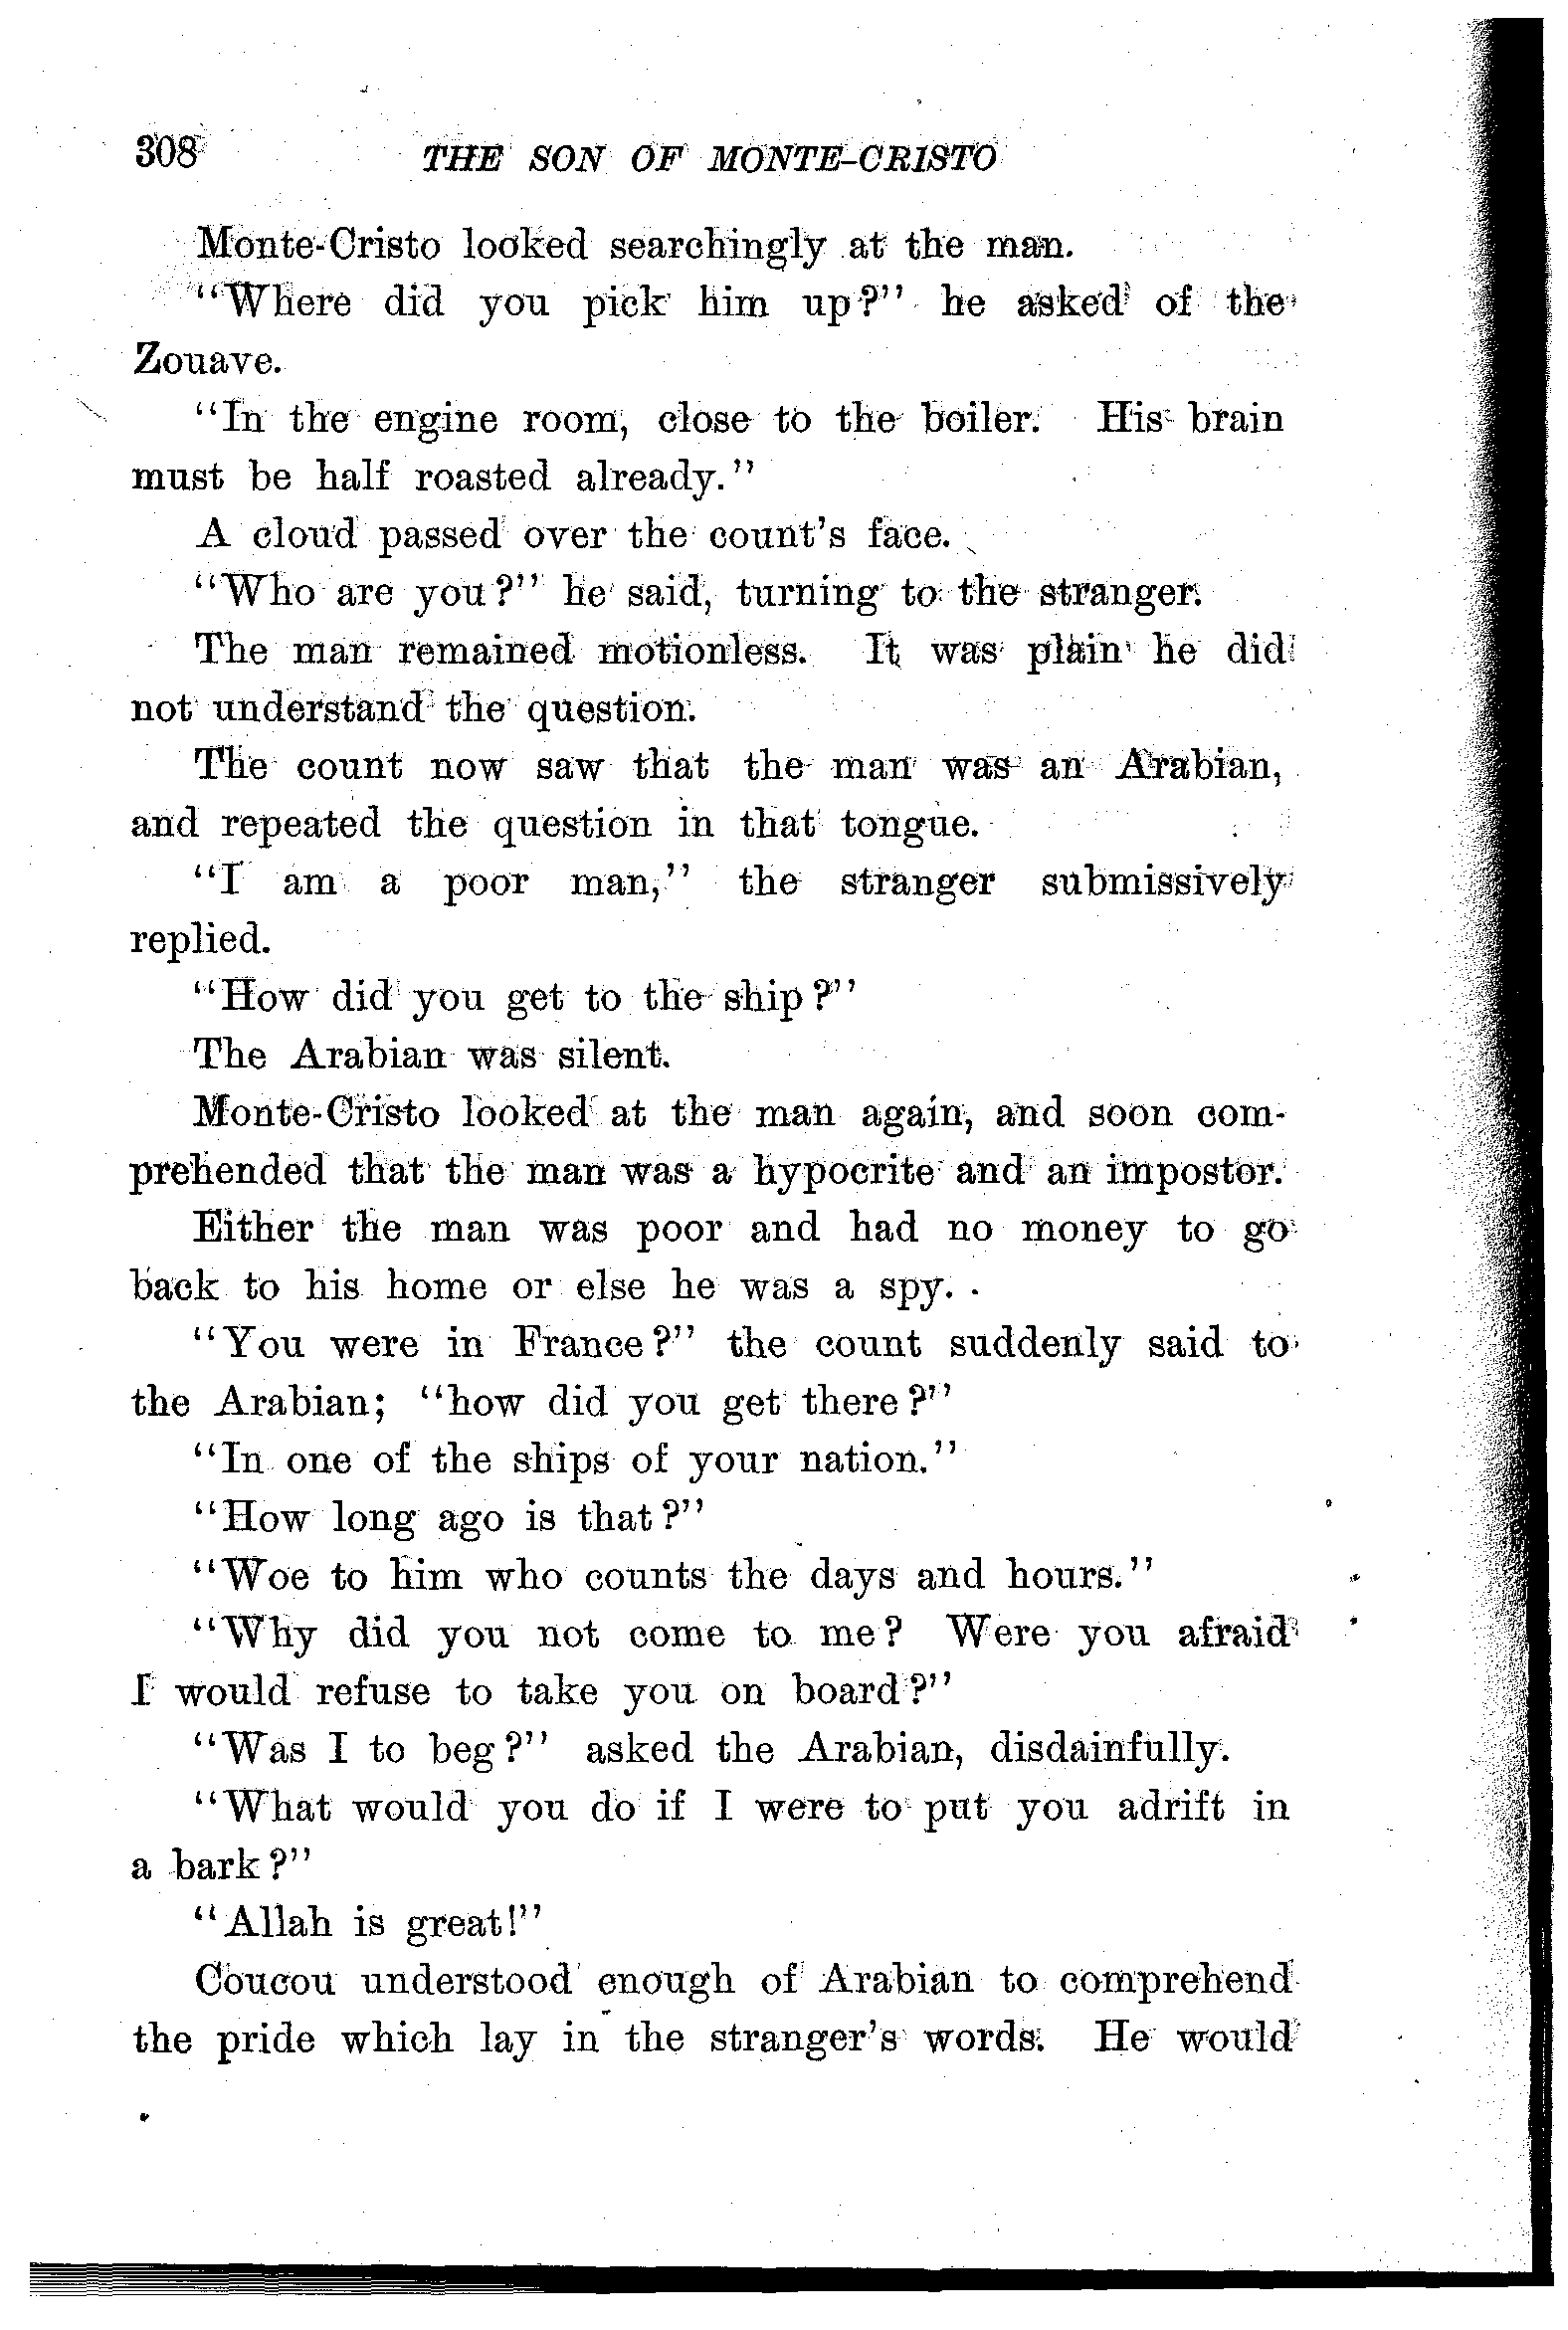 308 THE SON OF MONTE-CRISTO
Monte-Cristo looked searchingly at the man.
"Where did you pick him up?" he asked of the
Zouave.
"In the engine room, close to the boiler. His brain
must be half roasted already."
A cloud passed over the count's face.
"Who are you?" he said, turning to the stranger.
The man remained motionless. It was plain he did
not understand the question.
The count now saw that the man was an Arabian,
and repeated the question in that tongue.
"I am a poor man," the stranger submissively
replied.
"How did you get to the ship?"
The Arabian was silent.
Monte-Cristo looked at the man again, and soon com-
prehended that the man was a hypocrite and an impostor.
Either the man was poor and had no money to go
back to his home or else he was a spy.
"You were in France?" the count suddenly said to
the Arabian; "how did you get there?"
"In one of the ships of your nation."
"How long ago is that?"
"Woe to him who counts the days and hours."
"Why did you not come to me? Were you afraid
I would refuse to take you on board?"
"Was I to beg?" asked the Arabian, disdainfully.
"What would you do if I were to put you adrift in
a bark?"
"Allah is great!"
Coucou understood enough of Arabian to comprehend
the pride which lay in the stranger's words. He would